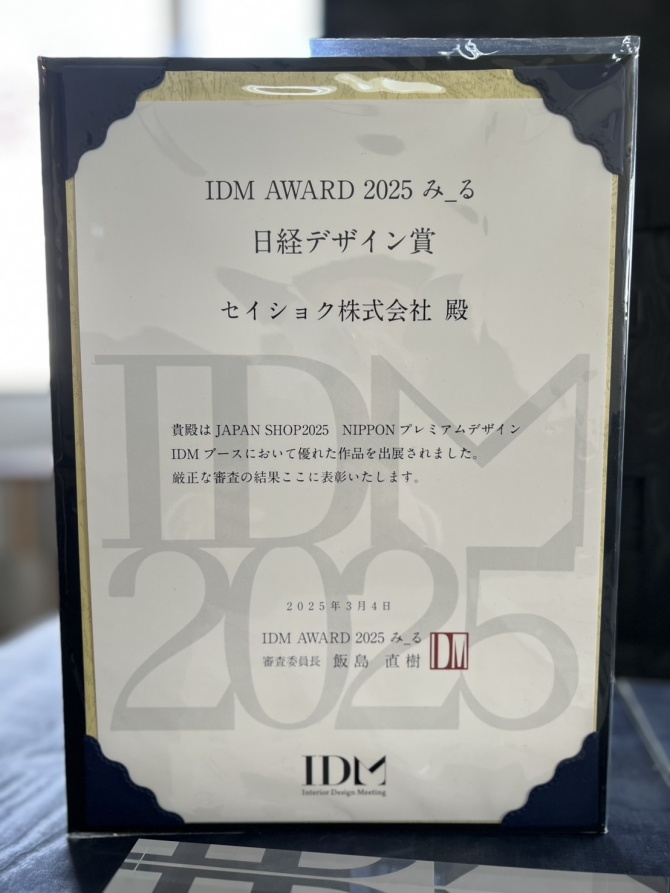 IDM AWARD 2025 み_る
日経デザイン賞
セイショク株式会社 殿
IDM
2025
貴殿は JAPAN SHOP2025　NIPPON プレミアムデザイン
IDM ブースにおいて優れた作品を出展されました。
厳正な審査の結果ここに表彰いたします。
2025年3月4日
IDM AWARD 2025 み_る
審査委員長 飯島 直樹
IDM
IDM
Interior Design Meeting